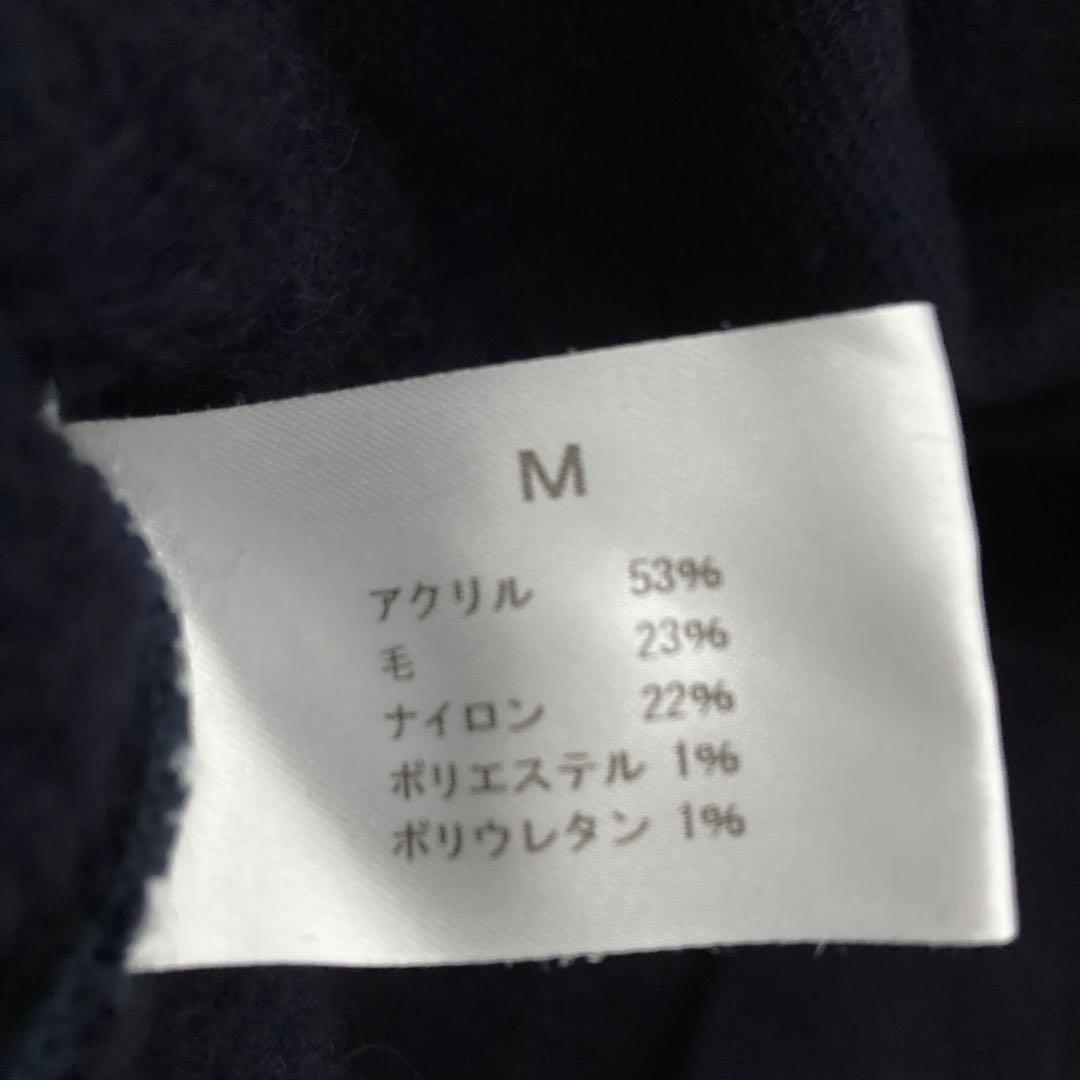 M
アクリル 53%
毛 23%
ナイロン 22%
ポリエステル 1%
ポリウレタン 1%